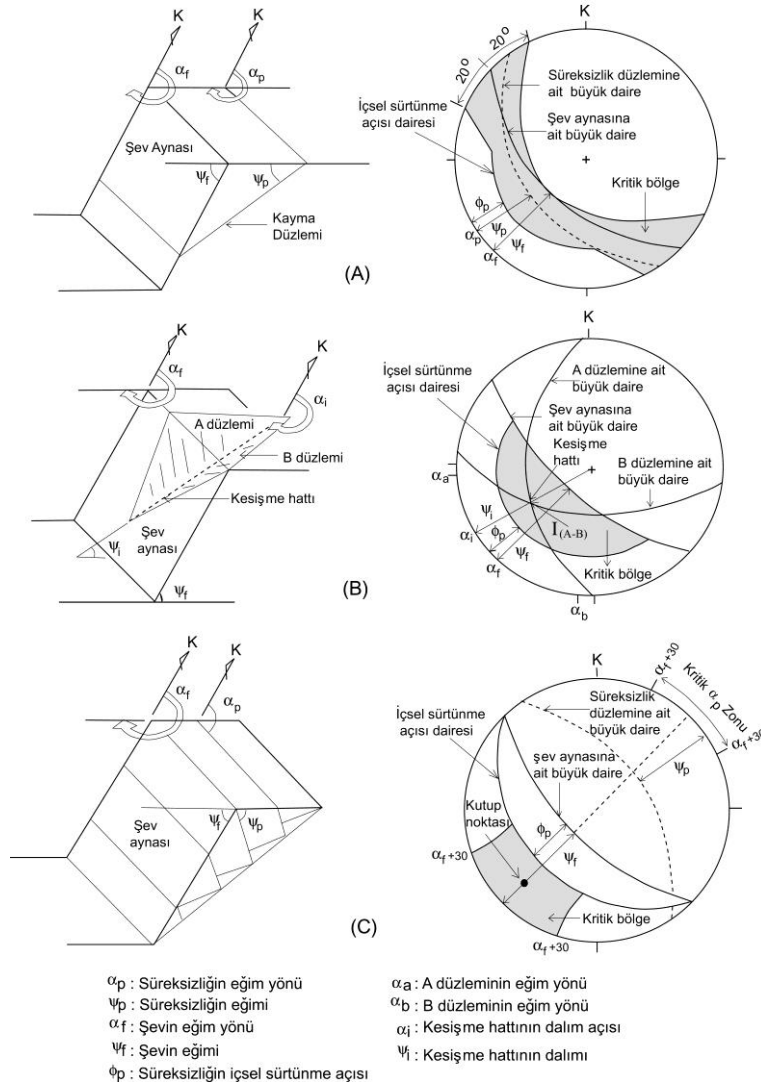 K
K
αf
αp
Şev Aynası
ψf
ψp
Kayma
Düzlemi
K
20°
20°
Süreksizlik düzlemine
ait büyük daire
İçsel sürtünme
açısı dairesi
Şev aynasına
ait büyük daire
Kritik bölge
ϕp
ψp
αp
ψf
αf
(A)
K
K
αf
αi
A düzlemi
B düzlemi
Kesişme hattı
Şev
aynası
ψi
ψf
K
İçsel sürtünme
açısı dairesi
A düzlemine ait
büyük daire
Şev aynasına
ait büyük daire
Kesişme
hattı
B düzlemine ait
büyük daire
αa
ψi
αi
ϕp
ψf
αf
I(A-B)
Kritik bölge
αb
(B)
K
K
αf
αp
Şev
aynası
ψf
ψp
K
αf+30
Kritik αp Zonu
αf+30
Süreksizlik
düzlemine ait
büyük daire
İçsel sürtünme
açısı dairesi
şev aynasına
ait büyük daire
ψp
Kutup
noktası
ϕp
ψf
αf+30
Kritik bölge
αf+30
(C)
αp : Süreksizliğin eğim yönü
ψp : Süreksizliğin eğimi
αf : Şevin eğim yönü
ψf : Şevin eğimi
ϕp : Süreksizliğin içsel sürtünme açısı
αa : A düzleminin eğim yönü
αb : B düzleminin eğim yönü
αi : Kesişme hattının dalım açısı
ψi : Kesişme hattının dalımı